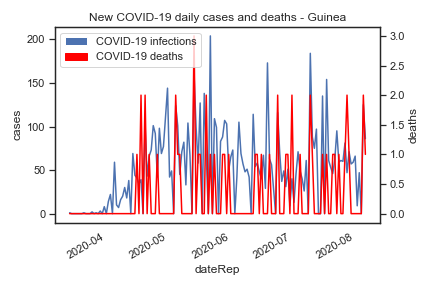 New COVID-19 daily cases and deaths - Guinea
COVID-19 infections
COVID-19 deaths
200
150
100
50
0
cases
3.0
2.5
2.0
1.5
1.0
0.5
0.0
deaths
2020-04
2020-05
2020-06
2020-07
2020-08
dateRep